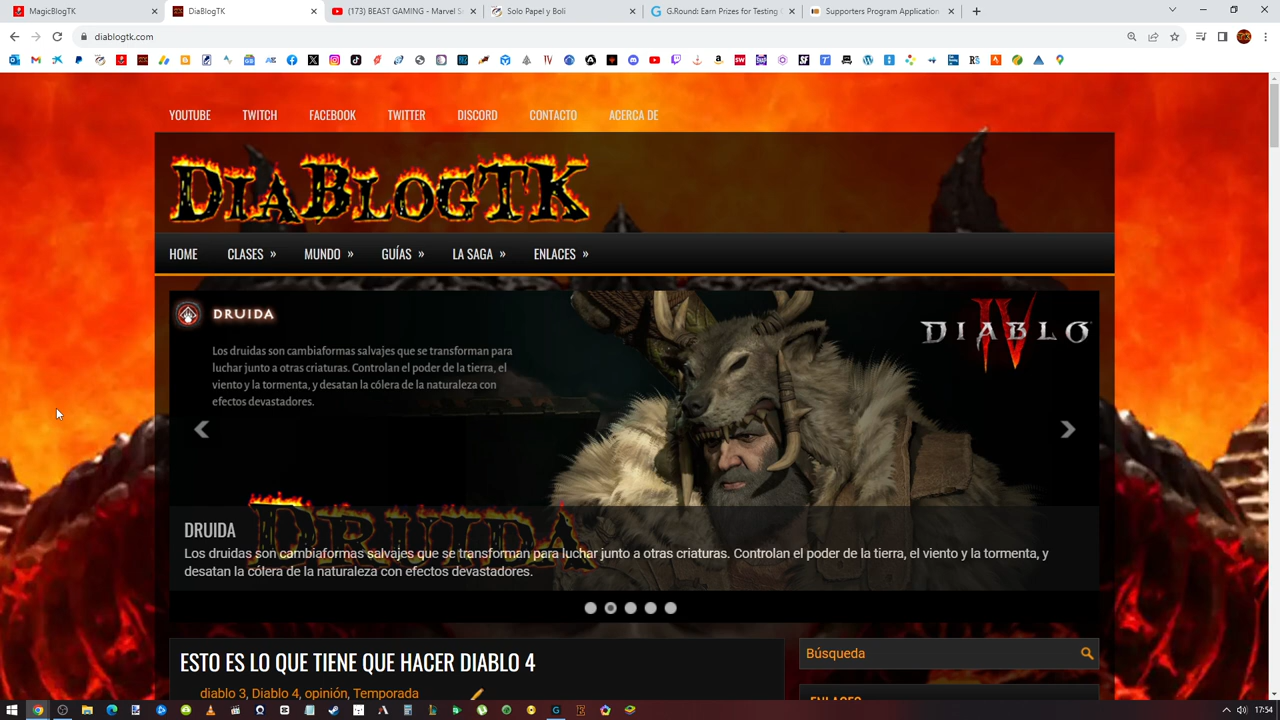 MagicBlogTK
DiaBlogTK
(173) BEAST GAMING - Marvel S
Solo Papel y Boli
G.Round: Earn Prizes for Testing G
Supporters Program Application
diablogtk.com
YOUTUBE TWITCH FACEBOOK TWITTER DISCORD CONTACTO ACERCA DE
DIABLOGTK
HOME CLASES » MUNDO » GUÍAS » LA SAGA » ENLACES »
DRUIDA
DIABLO IV
Los druidas son cambiaformas salvajes que se transforman para
luchar junto a otras criaturas. Controlan el poder de la tierra, el
viento y la tormenta, y desatan la cólera de la naturaleza con
efectos devastadores.
DRUIDA
DRUIDA
Los druidas son cambiaformas salvajes que se transforman para luchar junto a otras criaturas. Controlan el poder de la tierra, el viento y la tormenta, y
desatan la cólera de la naturaleza con efectos devastadores.
ESTO ES LO QUE TIENE QUE HACER DIABLO 4
Búsqueda
diablo 3, Diablo 4, opinión, Temporada
ENLACES
17:54